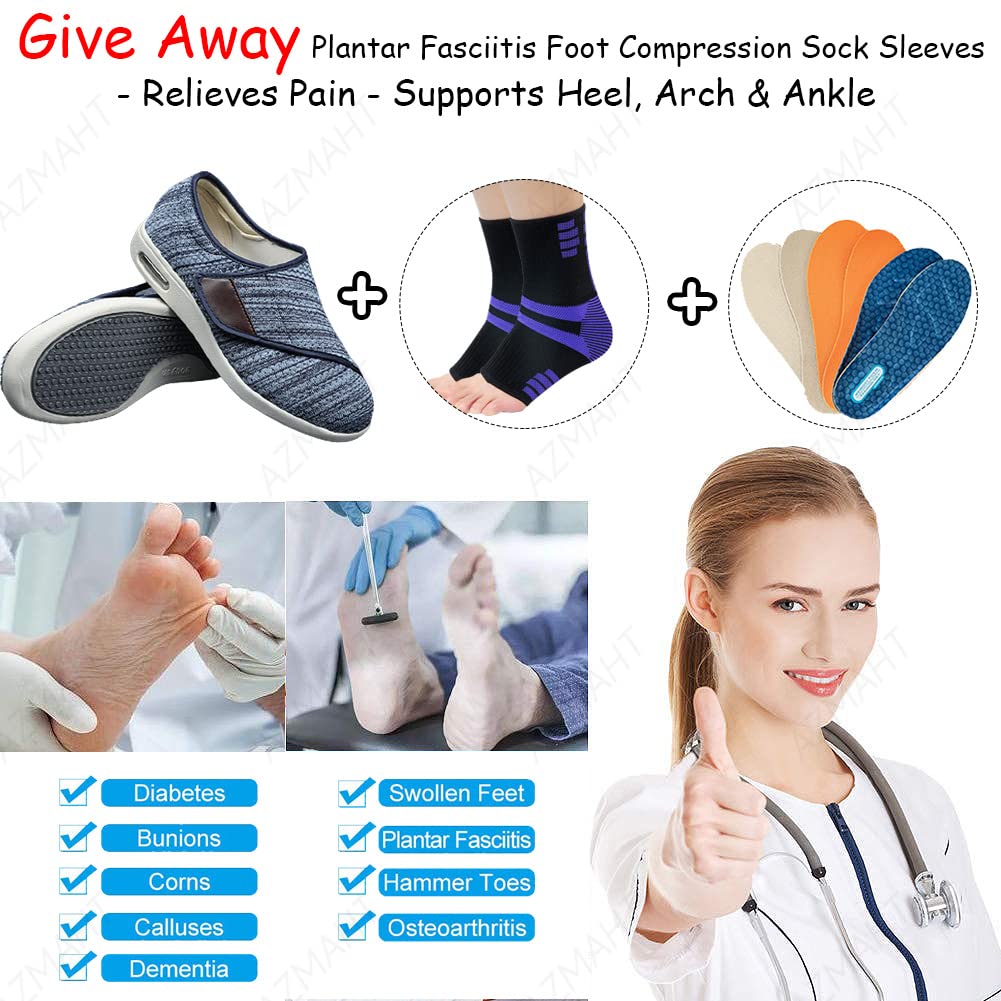 Give Away Plantar Fasciitis Foot Compression Sock Sleeves
- Relieves Pain - Supports Heel, Arch & Ankle
AZMAHT
Diabetes
Swollen Feet
Bunions
Plantar Fasciitis
Corns
Hammer Toes
Calluses
Osteoarthritis
Dementia